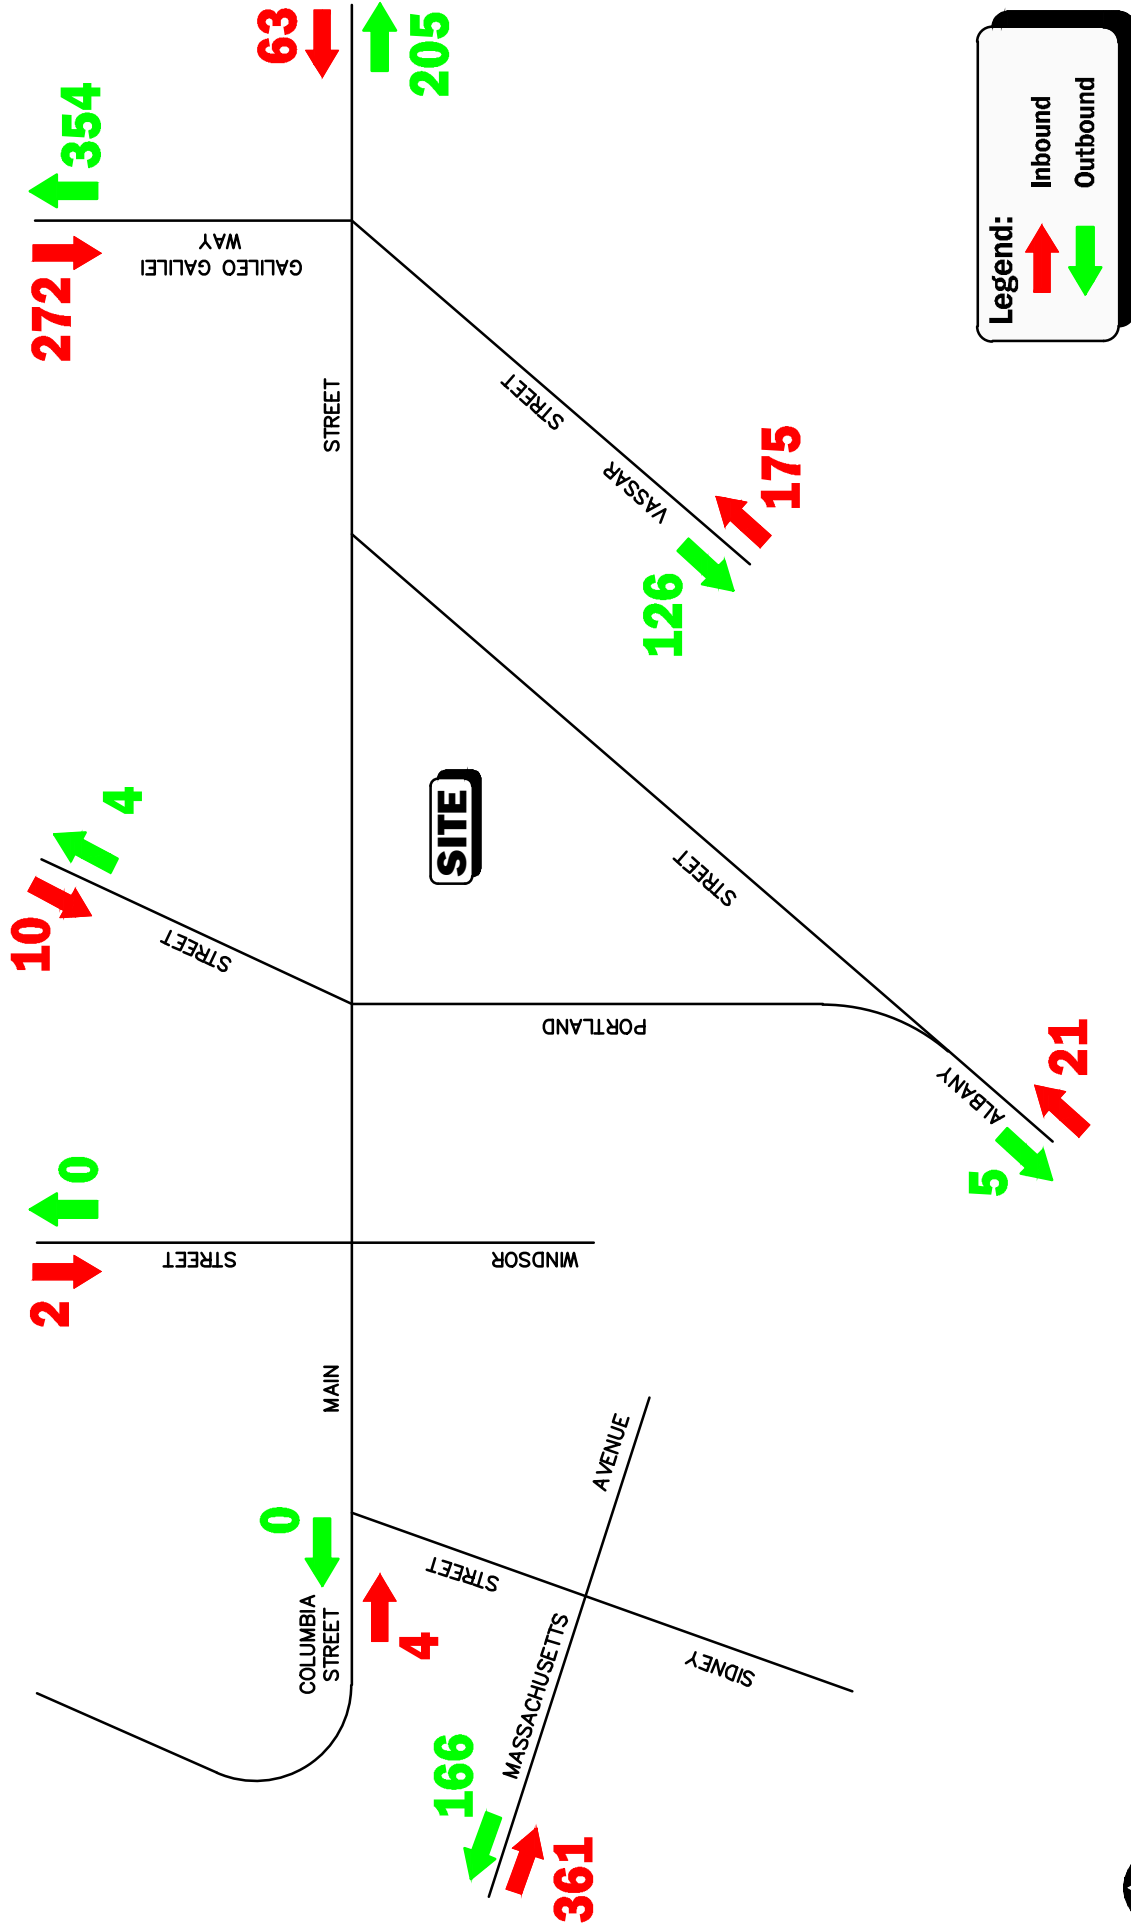 10
4
2
0
272
354
STREET
STREET
GALILEO GALILEI
WAY
63
205
0
COLUMBIA
STREET
4
MAIN
STREET
WINDSOR
PORTLAND
SITE
STREET
VASSAR
STREET
126
175
166
361
MASSACHUSETTS
AVENUE
STREET
SIDNEY
STREET
ALBANY
5
21
Legend:
Inbound
Outbound